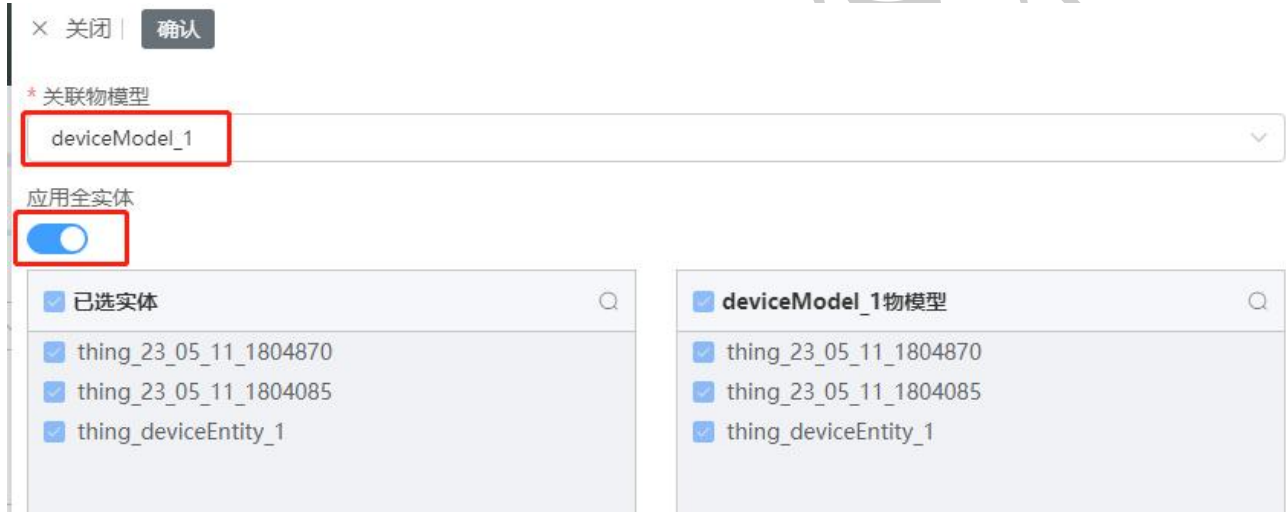 × 关闭 | 确认
* 关联物模型
deviceModel_1
应用全实体
已选实体
thing_23_05_11_1804870
thing_23_05_11_1804085
thing_deviceEntity_1
deviceModel_1物模型
thing_23_05_11_1804870
thing_23_05_11_1804085
thing_deviceEntity_1